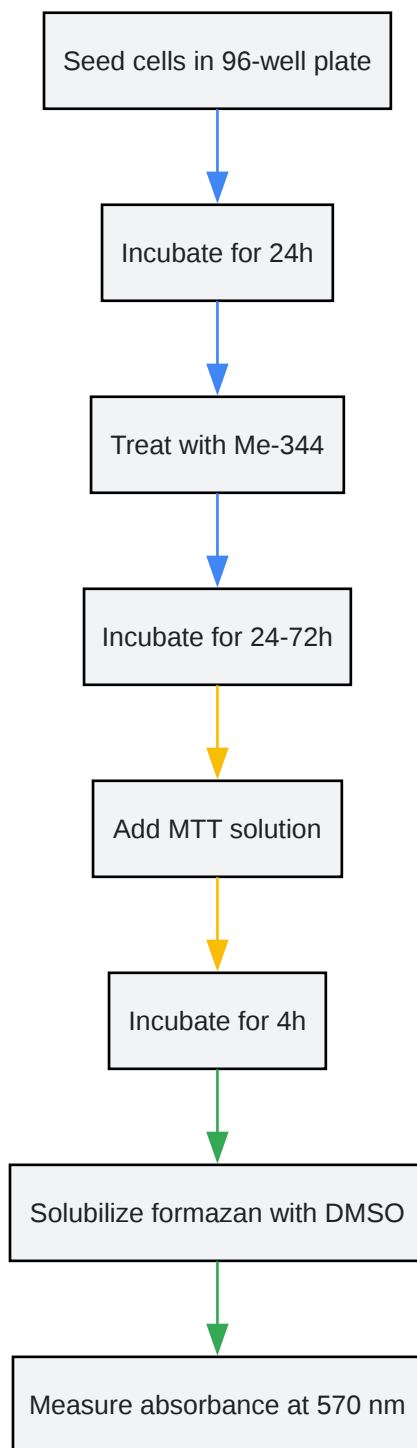 Seed cells in 96-well plate
Incubate for 24h
Treat with Me-344
Incubate for 24-72h
Add MTT solution
Incubate for 4h
Solubilize formazan with DMSO
Measure absorbance at 570 nm